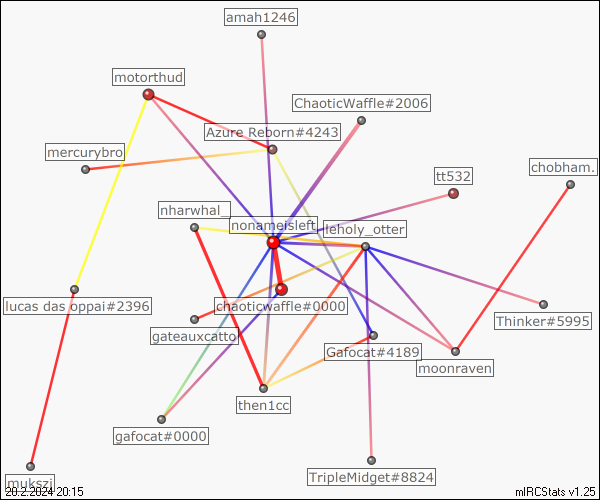 amah1246
motorthud
ChaoticWaffle#2006
Azure Reborn#4243
mercurybro
chobham.
tt532
nharwhal_
nonameisleft
leholy_otter
lucas das oppai#2396
chaoticwaffle#0000
Thinker#5995
gateauxcattol
Gafocat#4189
moonraven
then1cc
gafocat#0000
TripleMidget#8824
mukszi
20.2.2024 20:15
mIRCStats v1.25